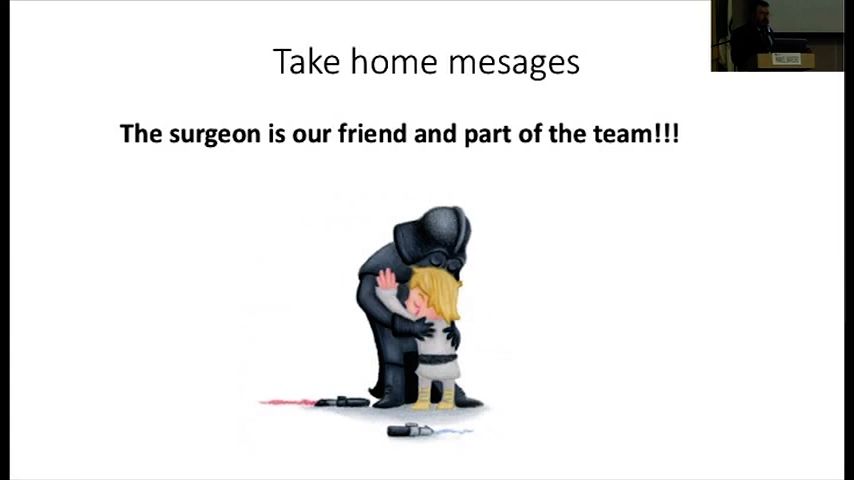 Take home mesages
The surgeon is our friend and part of the team!!!